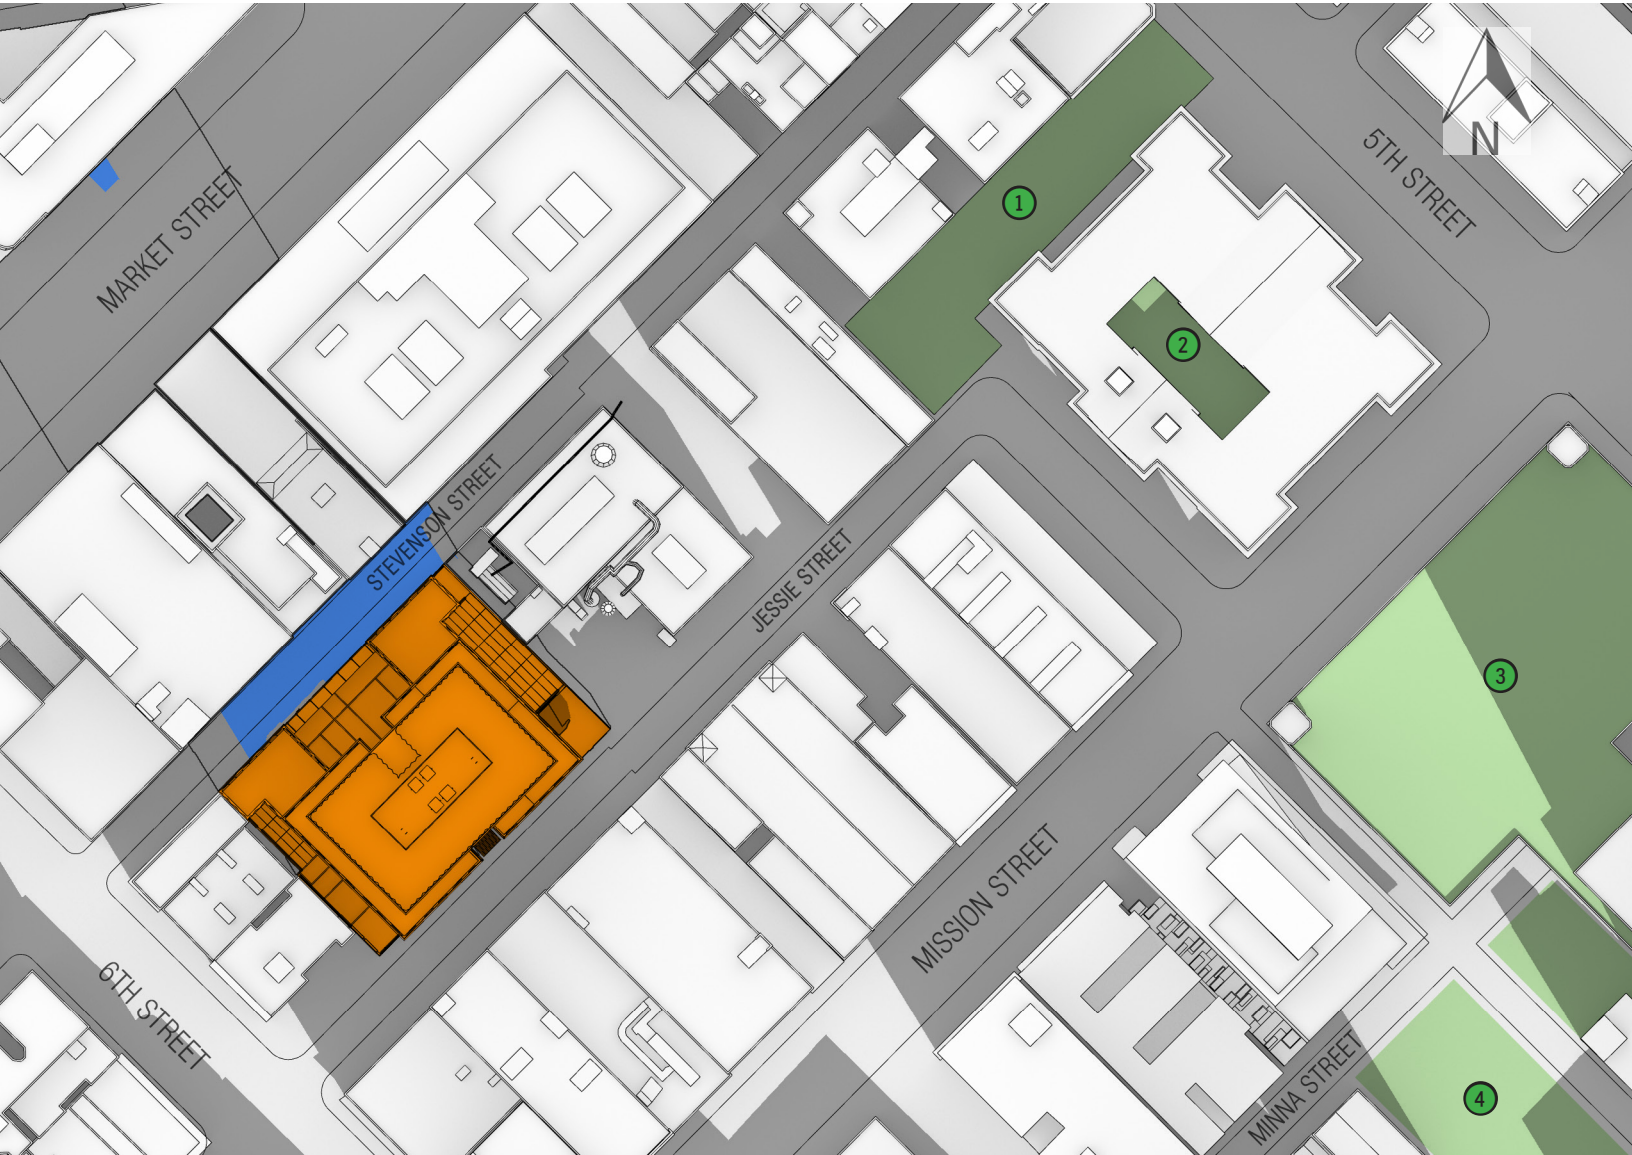 5TH STREET
N
MARKET STREET
1
2
STEVENSON STREET
JESSIE STREET
3
MISSION STREET
6TH STREET
MINNA STREET
4